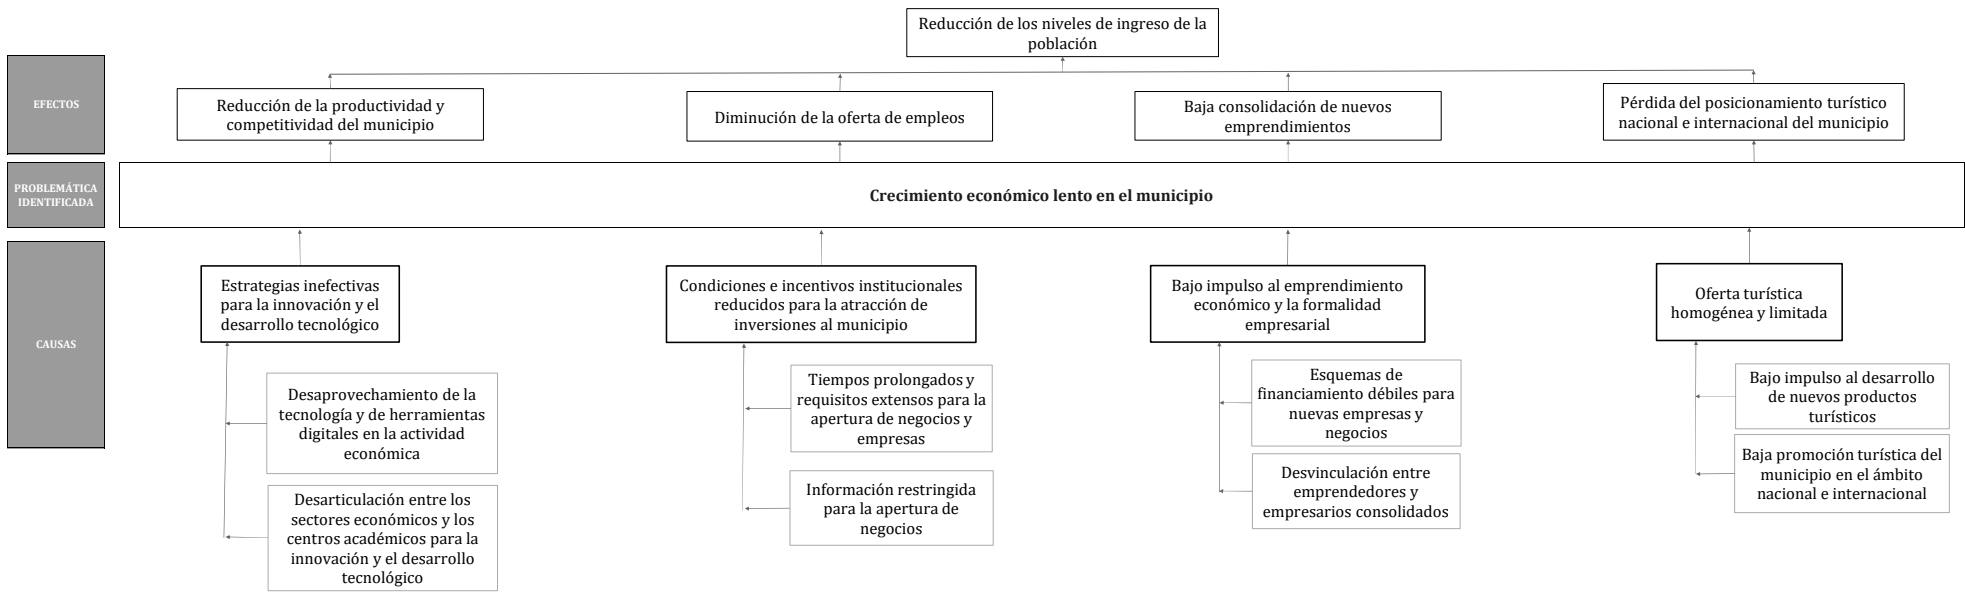 Reducción de los niveles de ingreso de la
población
EFECTOS
Reducción de la productividad y
competitividad del municipio
Diminución de la oferta de empleos
Baja consolidación de nuevos
emprendimientos
Pérdida del posicionamiento turístico
nacional e internacional del municipio
PROBLEMÁTICA
IDENTIFICADA
Crecimiento económico lento en el municipio
CAUSAS
Estrategias inefectivas
para la innovación y el
desarrollo tecnológico
Desaprovechamiento de la
tecnología y de herramientas
digitales en la actividad
económica
Desarticulación entre los
sectores económicos y los
centros académicos para la
innovación y el desarrollo
tecnológico
Condiciones e incentivos institucionales
reducidos para la atracción de
inversiones al municipio
Tiempos prolongados y
requisitos extensos para la
apertura de negocios y
empresas
Información restringida
para la apertura de
negocios
Bajo impulso al emprendimiento
económico y la formalidad
empresarial
Esquemas de
financiamiento débiles para
nuevas empresas y
negocios
Desvinculación entre
emprendedores y
empresarios consolidados
Oferta turística
homogénea y limitada
Bajo impulso al desarrollo
de nuevos productos
turísticos
Baja promoción turística del
municipio en el ámbito
nacional e internacional